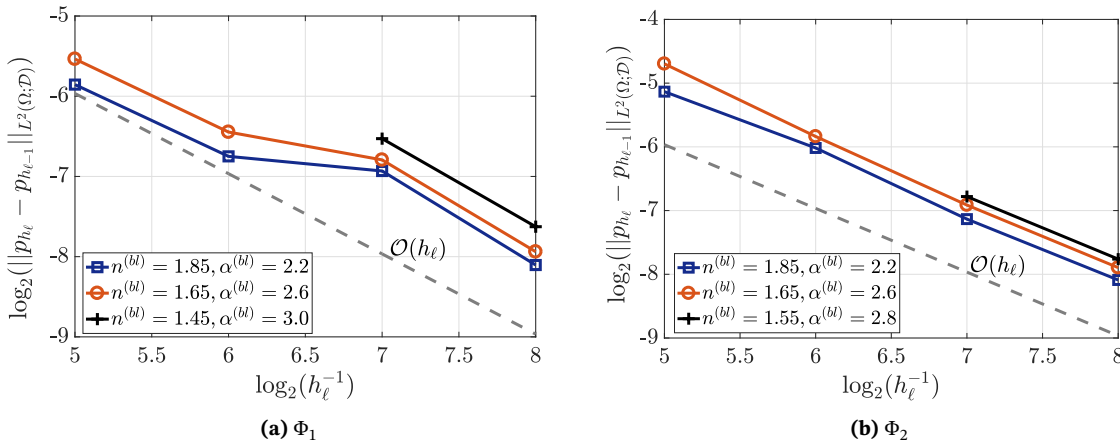 -5
-6
-7
-8
-9
log₂(||p_{h_ℓ} − p_{h_{ℓ−1}}||_{L²(Ω;𝒟)})
𝒪(h_ℓ)
n^{(bl)} = 1.85, α^{(bl)} = 2.2
n^{(bl)} = 1.65, α^{(bl)} = 2.6
n^{(bl)} = 1.45, α^{(bl)} = 3.0
5 5.5 6 6.5 7 7.5 8
log₂(h_ℓ^{−1})
(a) Φ₁
-4
-5
-6
-7
-8
-9
log₂(||p_{h_ℓ} − p_{h_{ℓ−1}}||_{L²(Ω;𝒟)})
𝒪(h_ℓ)
n^{(bl)} = 1.85, α^{(bl)} = 2.2
n^{(bl)} = 1.65, α^{(bl)} = 2.6
n^{(bl)} = 1.55, α^{(bl)} = 2.8
5 5.5 6 6.5 7 7.5 8
log₂(h_ℓ^{−1})
(b) Φ₂